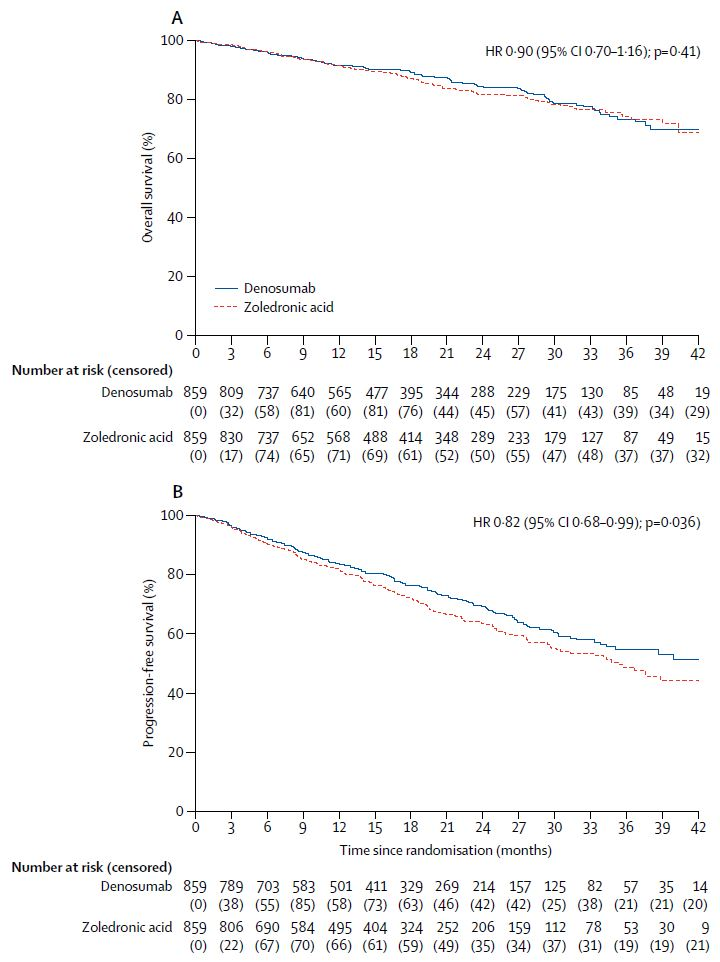 A
100
80
60
40
20
0
Overall survival (%)
HR 0·90 (95% CI 0·70–1·16); p=0·41)
Denosumab
Zoledronic acid
0 3 6 9 12 15 18 21 24 27 30 33 36 39 42
Number at risk (censored)
Denosumab 859 809 737 640 565 477 395 344 288 229 175 130 85 48 19
(0) (32) (58) (81) (60) (81) (76) (44) (45) (57) (41) (43) (39) (34) (29)
Zoledronic acid 859 830 737 652 568 488 414 348 289 233 179 127 87 49 15
(0) (17) (74) (65) (71) (69) (61) (52) (50) (55) (47) (48) (37) (37) (32)
B
100
80
60
40
20
0
Progression-free survival (%)
HR 0·82 (95% CI 0·68–0·99); p=0·036)
0 3 6 9 12 15 18 21 24 27 30 33 36 39 42
Time since randomisation (months)
Number at risk (censored)
Denosumab 859 789 703 583 501 411 329 269 214 157 125 82 57 35 14
(0) (38) (55) (85) (58) (73) (63) (46) (42) (42) (25) (38) (21) (21) (20)
Zoledronic acid 859 806 690 584 495 404 324 252 206 159 112 78 53 30 9
(0) (22) (67) (70) (66) (61) (59) (49) (35) (34) (37) (31) (19) (19) (21)